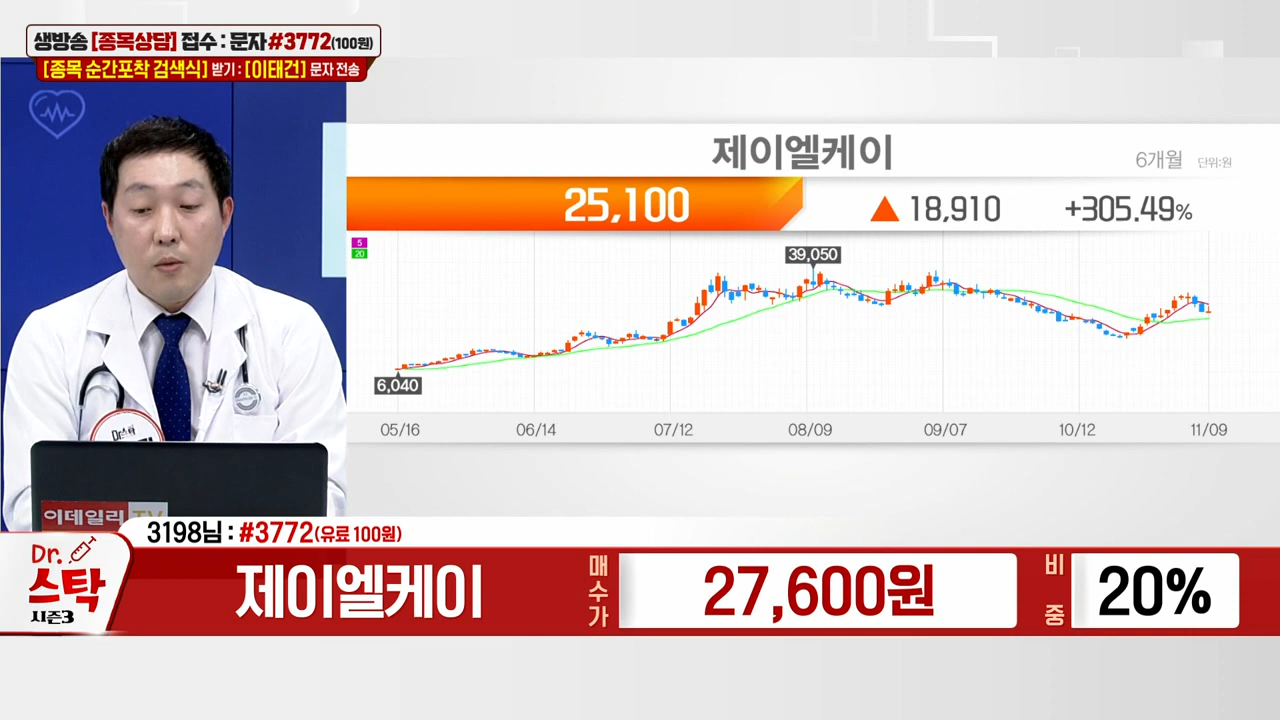 생방송 [종목상담] 접수 : 문자#3772(100원)
[종목 순간포착 검색식] 받기 : [이태건] 문자 전송
제이엘케이
6개월 단위:원
25,100 ▲ 18,910 +305.49%
5
20
39,050
6,040
05/16 06/14 07/12 08/09 09/07 10/12 11/09
Dr.스탁
이데일리 TV
3198님 : #3772(유료 100원)
Dr.
스탁
시즌3
제이엘케이
매수가
27,600원
비중
20%